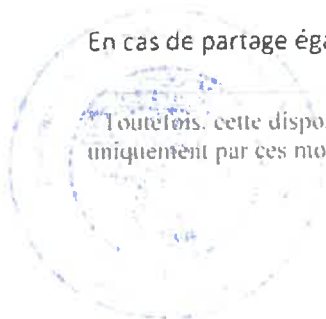 En cas de partage éga
Toutefois, cette dispo
uniquement par ces mo